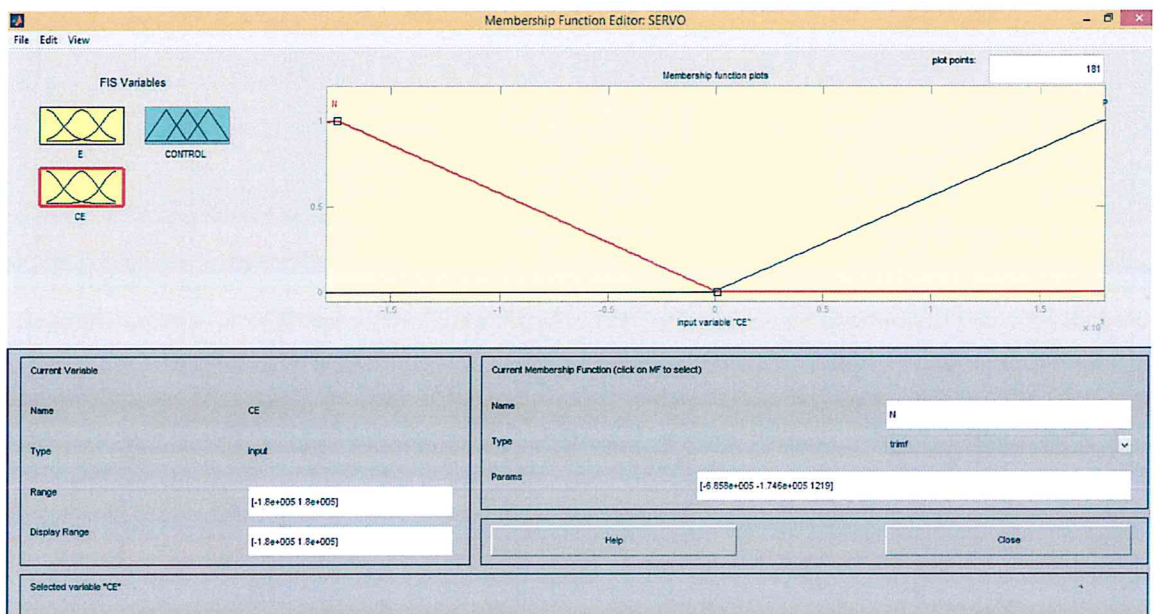 Membership Function Editor: SERVO
File Edit View
FIS Variables
E
CONTROL
CE
Membership function plots
plot points:
181
N
P
1
0.5
0
-1.5
-1
-0.5
0
0.5
1
1.5
input variable "CE"
Current Variable
Name CE
Type input
Range [-1.8e+005 1.8e+005]
Display Range [-1.8e+005 1.8e+005]
Current Membership Function (click on MF to select)
Name N
Type trimf
Params [-6.858e+005 -1.746e+005 1219]
Help
Close
Selected variable "CE"